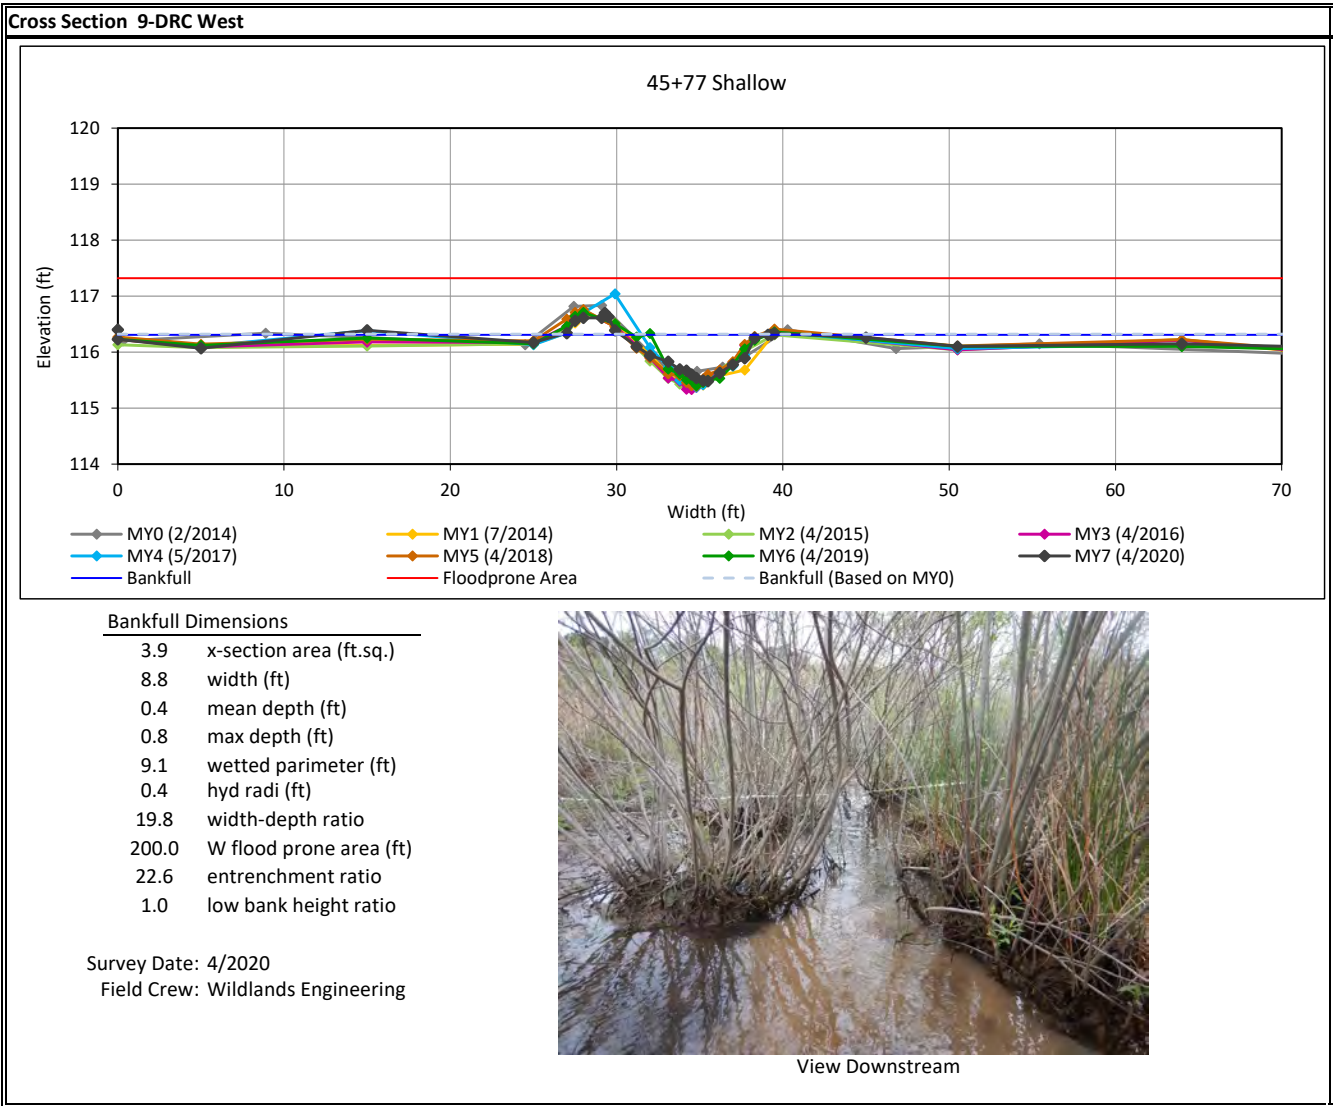 Cross Section 9-DRC West
45+77 Shallow
120
119
118
117
116
115
114
Elevation (ft)
0 10 20 30 40 50 60 70
Width (ft)
MY0 (2/2014) MY1 (7/2014) MY2 (4/2015) MY3 (4/2016)
MY4 (5/2017) MY5 (4/2018) MY6 (4/2019) MY7 (4/2020)
Bankfull Floodprone Area Bankfull (Based on MY0)
Bankfull Dimensions
3.9 x-section area (ft.sq.)
8.8 width (ft)
0.4 mean depth (ft)
0.8 max depth (ft)
9.1 wetted parimeter (ft)
0.4 hyd radi (ft)
19.8 width-depth ratio
200.0 W flood prone area (ft)
22.6 entrenchment ratio
1.0 low bank height ratio
Survey Date: 4/2020
Field Crew: Wildlands Engineering
View Downstream